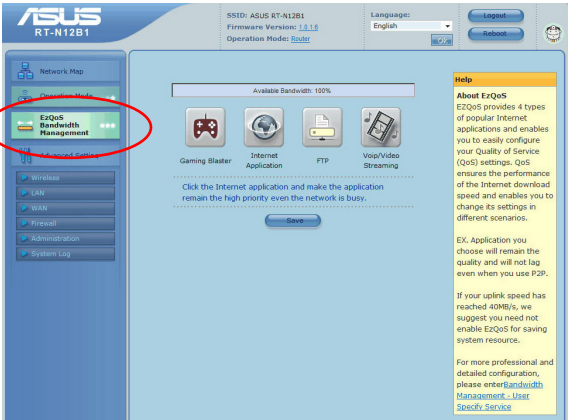 ASUS
RT-N12B1
SSID: ASUS RT-N12B1
Firmware Version: 1.0.1.6
Operation Mode: Router
Language:
English
OK
Logout
Reboot
Network Map
Operation Mode
EzQoS
Bandwidth
Management
Advanced Setting
Wireless
LAN
WAN
Firewall
Administration
System Log
Available Bandwidth: 100%
Gaming Blaster
Internet
Application
FTP
Voip/Video
Streaming
Click the Internet application and make the application
remain the high priority even the network is busy.
Save
Help
About EzQoS
EZQoS provides 4 types
of popular Internet
applications and enables
you to easily configure
your Quality of Service
(QoS) settings. QoS
ensures the performance
of the Internet download
speed and enables you to
change its settings in
different scenarios.
EX. Application you
choose will remain the
quality and will not lag
even when you use P2P.
If your uplink speed has
reached 40MB/s, we
suggest you need not
enable EzQoS for saving
system resource.
For more professional and
detailed configuration,
please enterBandwidth
Management - User
Specify Service